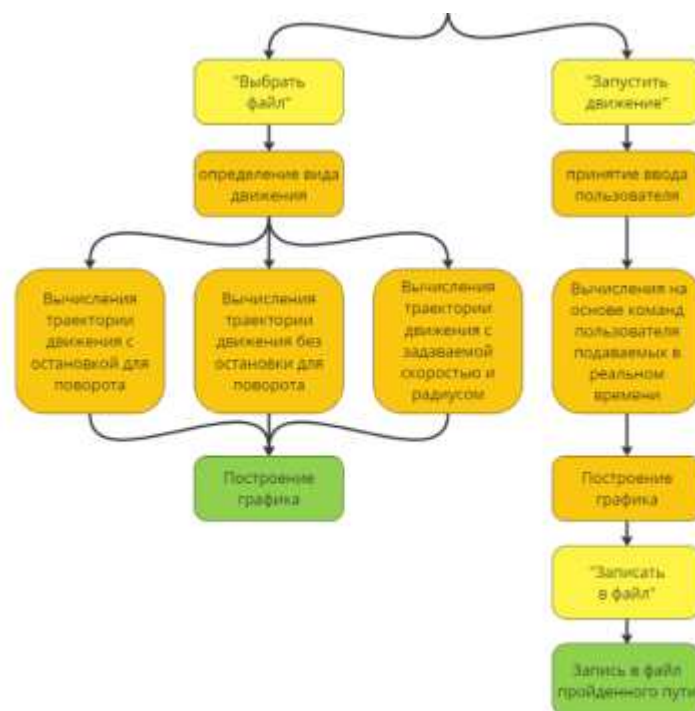 "Выбрать
файл"
"Запустить
движение"
определение вида
движения
принятие ввода
пользователя
Вычисления
траектории
движения с
остановкой для
поворота
Вычисления
траектории
движения без
остановки для
поворота
Вычисления
траектории
движения с
задаваемой
скоростью и
радиусом
Вычисления на
основе команд
пользователя
подаваемых в
реальном
времени
Построение
графика
Построение
графика
"Записать
в файл"
Запись в файл
пройденного пути